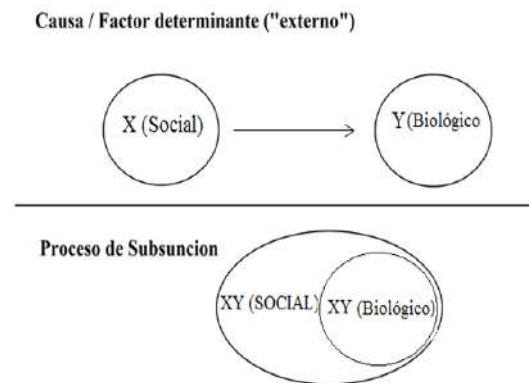 Causa / Factor determinante ("externo")
X (Social)
Y (Biológico
Proceso de Subsuncion
XY (SOCIAL)
XY (Biológico)